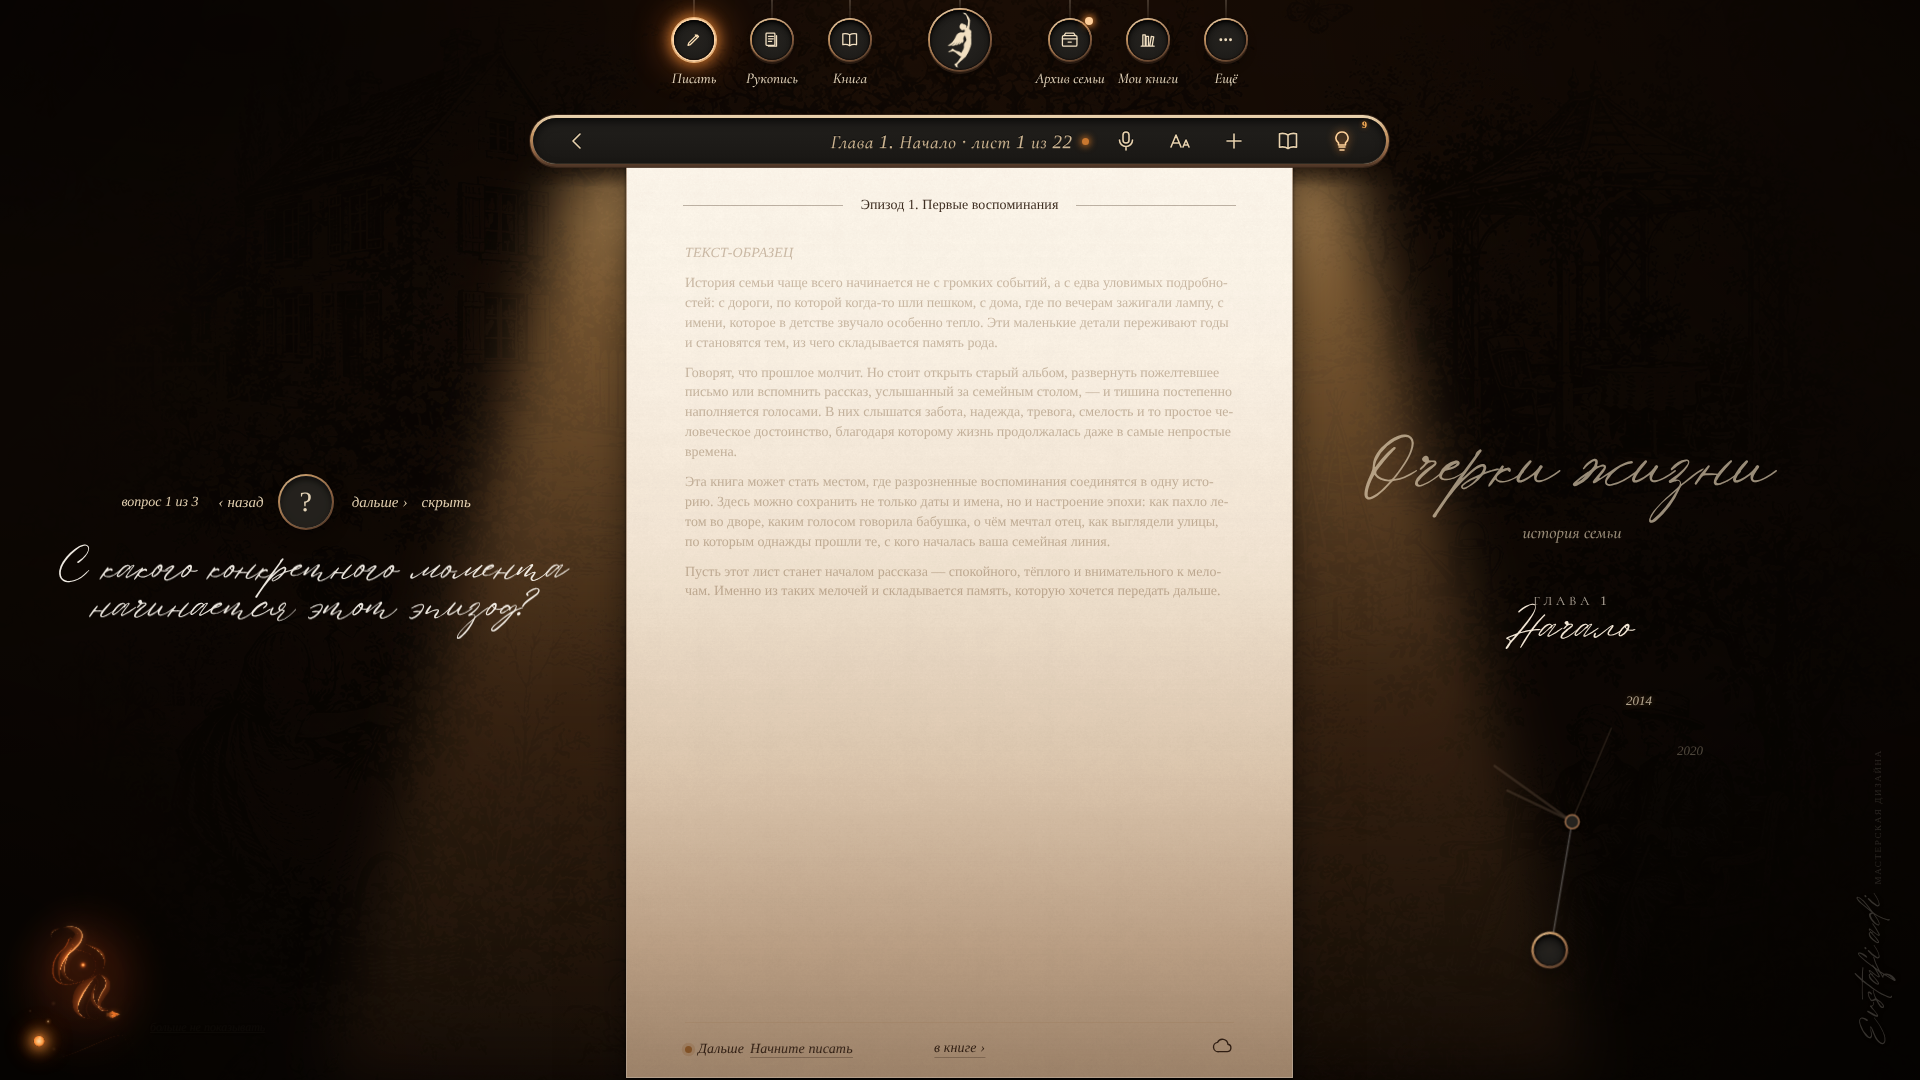 Писать
Рукопись
Книга
Архив семьи
Мои книги
Ещё
Глава 1. Начало · лист 1 из 22
9
Эпизод 1. Первые воспоминания
ТЕКСТ-ОБРАЗЕЦ
История семьи чаще всего начинается не с громких событий, а с едва уловимых подробно-
стей: с дороги, по которой когда-то шли пешком, с дома, где по вечерам зажигали лампу, с
имени, которое в детстве звучало особенно тепло. Эти маленькие детали переживают годы
и становятся тем, из чего складывается память рода.
Говорят, что прошлое молчит. Но стоит открыть старый альбом, развернуть пожелтевшее
письмо или вспомнить рассказ, услышанный за семейным столом, — и тишина постепенно
наполняется голосами. В них слышатся забота, надежда, тревога, смелость и то простое че-
ловеческое достоинство, благодаря которому жизнь продолжалась даже в самые непростые
времена.
Эта книга может стать местом, где разрозненные воспоминания соединятся в одну исто-
рию. Здесь можно сохранить не только даты и имена, но и настроение эпохи: как пахло ле-
том во дворе, каким голосом говорила бабушка, о чём мечтал отец, как выглядели улицы,
по которым однажды прошли те, с кого началась ваша семейная линия.
Пусть этот лист станет началом рассказа — спокойного, тёплого и внимательного к мело-
чам. Именно из таких мелочей и складывается память, которую хочется передать дальше.
Дальше Начните писать
в книге ›
вопрос 1 из 3
‹ назад
?
дальше ›
скрыть
С какого конкретного момента
начинается этот эпизод?
Очерки жизни
история семьи
ГЛАВА 1
Начало
2014
2020
Evstafiadi МАСТЕРСКАЯ ДИЗАЙНА